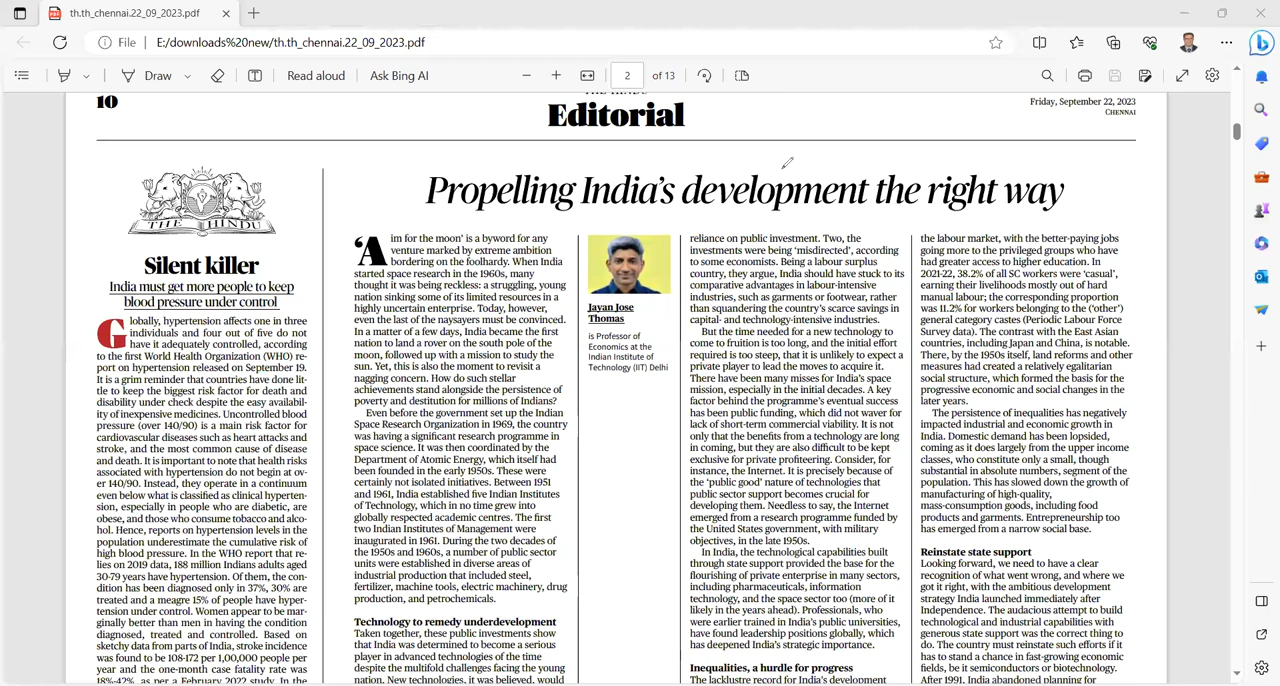 th.th_chennai.22_09_2023.pdf
File
E:/downloads%20new/th.th_chennai.22_09_2023.pdf
Draw
Read aloud
Ask Bing AI
2
of 13
10
Editorial
Friday, September 22, 2023
CHENNAI
THE HINDU
Silent killer
India must get more people to keep
blood pressure under control
Globally, hypertension affects one in three
individuals and four out of five do not
have it adequately controlled, according
to the first World Health Organization (WHO) re-
port on hypertension released on September 19.
It is a grim reminder that countries have done lit-
tle to keep the biggest risk factor for death and
disability under check despite the easy availabil-
ity of inexpensive medicines. Uncontrolled blood
pressure (over 140/90) is a main risk factor for
cardiovascular diseases such as heart attacks and
stroke, and the most common cause of disease
and death. It is important to note that health risks
associated with hypertension do not begin at ov-
er 140/90. Instead, they operate in a continuum
even below what is classified as clinical hyperten-
sion, especially in people who are diabetic, are
obese, and those who consume tobacco and alco-
hol. Hence, reports on hypertension levels in the
population underestimate the cumulative risk of
high blood pressure. In the WHO report that re-
lies on 2019 data, 188 million Indians adults aged
30-79 years have hypertension. Of them, the con-
dition has been diagnosed only in 37%, 30% are
treated and a meagre 15% of people have hyper-
tension under control. Women appear to be mar-
ginally better than men in having the condition
diagnosed, treated and controlled. Based on
sketchy data from parts of India, stroke incidence
was found to be 108-172 per 1,00,000 people per
year and the one-month case fatality rate was
18%-42%, as per a February 2022 study. In the
Propelling India's development the right way
'Aim for the moon' is a byword for any
venture marked by extreme ambition
bordering on the foolhardy. When India
started space research in the 1960s, many
thought it was being reckless: a struggling, young
nation sinking some of its limited resources in a
highly uncertain enterprise. Today, however,
even the last of the naysayers must be convinced.
In a matter of a few days, India became the first
nation to land a rover on the south pole of the
moon, followed up with a mission to study the
sun. Yet, this is also the moment to revisit a
nagging concern. How do such stellar
achievements stand alongside the persistence of
poverty and destitution for millions of Indians?
Even before the government set up the Indian
Space Research Organization in 1969, the country
was having a significant research programme in
space science. It was then coordinated by the
Department of Atomic Energy, which itself had
been founded in the early 1950s. These were
certainly not isolated initiatives. Between 1951
and 1961, India established five Indian Institutes
of Technology, which in no time grew into
globally respected academic centres. The first
two Indian Institutes of Management were
inaugurated in 1961. During the two decades of
the 1950s and 1960s, a number of public sector
units were established in diverse areas of
industrial production that included steel,
fertilizer, machine tools, electric machinery, drug
production, and petrochemicals.
Technology to remedy underdevelopment
Taken together, these public investments show
that India was determined to become a serious
player in advanced technologies of the time
despite the multifold challenges facing the young
nation. New technologies, it was believed, would
Jayan Jose
Thomas
is Professor of
Economics at the
Indian Institute of
Technology (IIT) Delhi
reliance on public investment. Two, the
investments were being 'misdirected', according
to some economists. Being a labour surplus
country, they argue, India should have stuck to its
comparative advantages in labour-intensive
industries, such as garments or footwear, rather
than squandering the country's scarce savings in
capital- and technology-intensive industries.
But the time needed for a new technology to
come to fruition is too long, and the initial effort
required is too steep, that it is unlikely to expect a
private player to lead the moves to acquire it.
There have been many misses for India's space
mission, especially in the initial decades. A key
factor behind the programme's eventual success
has been public funding, which did not waver for
lack of short-term commercial viability. It is not
only that the benefits from a technology are long
in coming, but they are also difficult to be kept
exclusive for private profiteering. Consider, for
instance, the Internet. It is precisely because of
the 'public good' nature of technologies that
public sector support becomes crucial for
developing them. Needless to say, the Internet
emerged from a research programme funded by
the United States government, with military
objectives, in the late 1950s.
In India, the technological capabilities built
through state support provided the base for the
flourishing of private enterprise in many sectors,
including pharmaceuticals, information
technology, and the space sector too (more of it
likely in the years ahead). Professionals, who
were earlier trained in India's public universities,
have found leadership positions globally, which
has deepened India's strategic importance.
Inequalities, a hurdle for progress
The lacklustre record for India's development
the labour market, with the better-paying jobs
going more to the privileged groups who have
had greater access to higher education. In
2021-22, 38.2% of all SC workers were 'casual',
earning their livelihoods mostly out of hard
manual labour; the corresponding proportion
was 11.2% for workers belonging to the ('other')
general category castes (Periodic Labour Force
Survey data). The contrast with the East Asian
countries, including Japan and China, is notable.
There, by the 1950s itself, land reforms and other
measures had created a relatively egalitarian
social structure, which formed the basis for the
progressive economic and social changes in the
later years.
The persistence of inequalities has negatively
impacted industrial and economic growth in
India. Domestic demand has been lopsided,
coming as it does largely from the upper income
classes, who constitute only a small, though
substantial in absolute numbers, segment of the
population. This has slowed down the growth of
manufacturing of high-quality,
mass-consumption goods, including food
products and garments. Entrepreneurship too
has emerged from a narrow social base.
Reinstate state support
Looking forward, we need to have a clear
recognition of what went wrong, and where we
got it right, with the ambitious development
strategy India launched immediately after
Independence. The audacious attempt to build
technological and industrial capabilities with
generous state support was the correct thing to
do. The country must reinstate such efforts if it
has to stand a chance in fast-growing economic
fields, be it semiconductors or biotechnology.
After 1991, India abandoned planning for